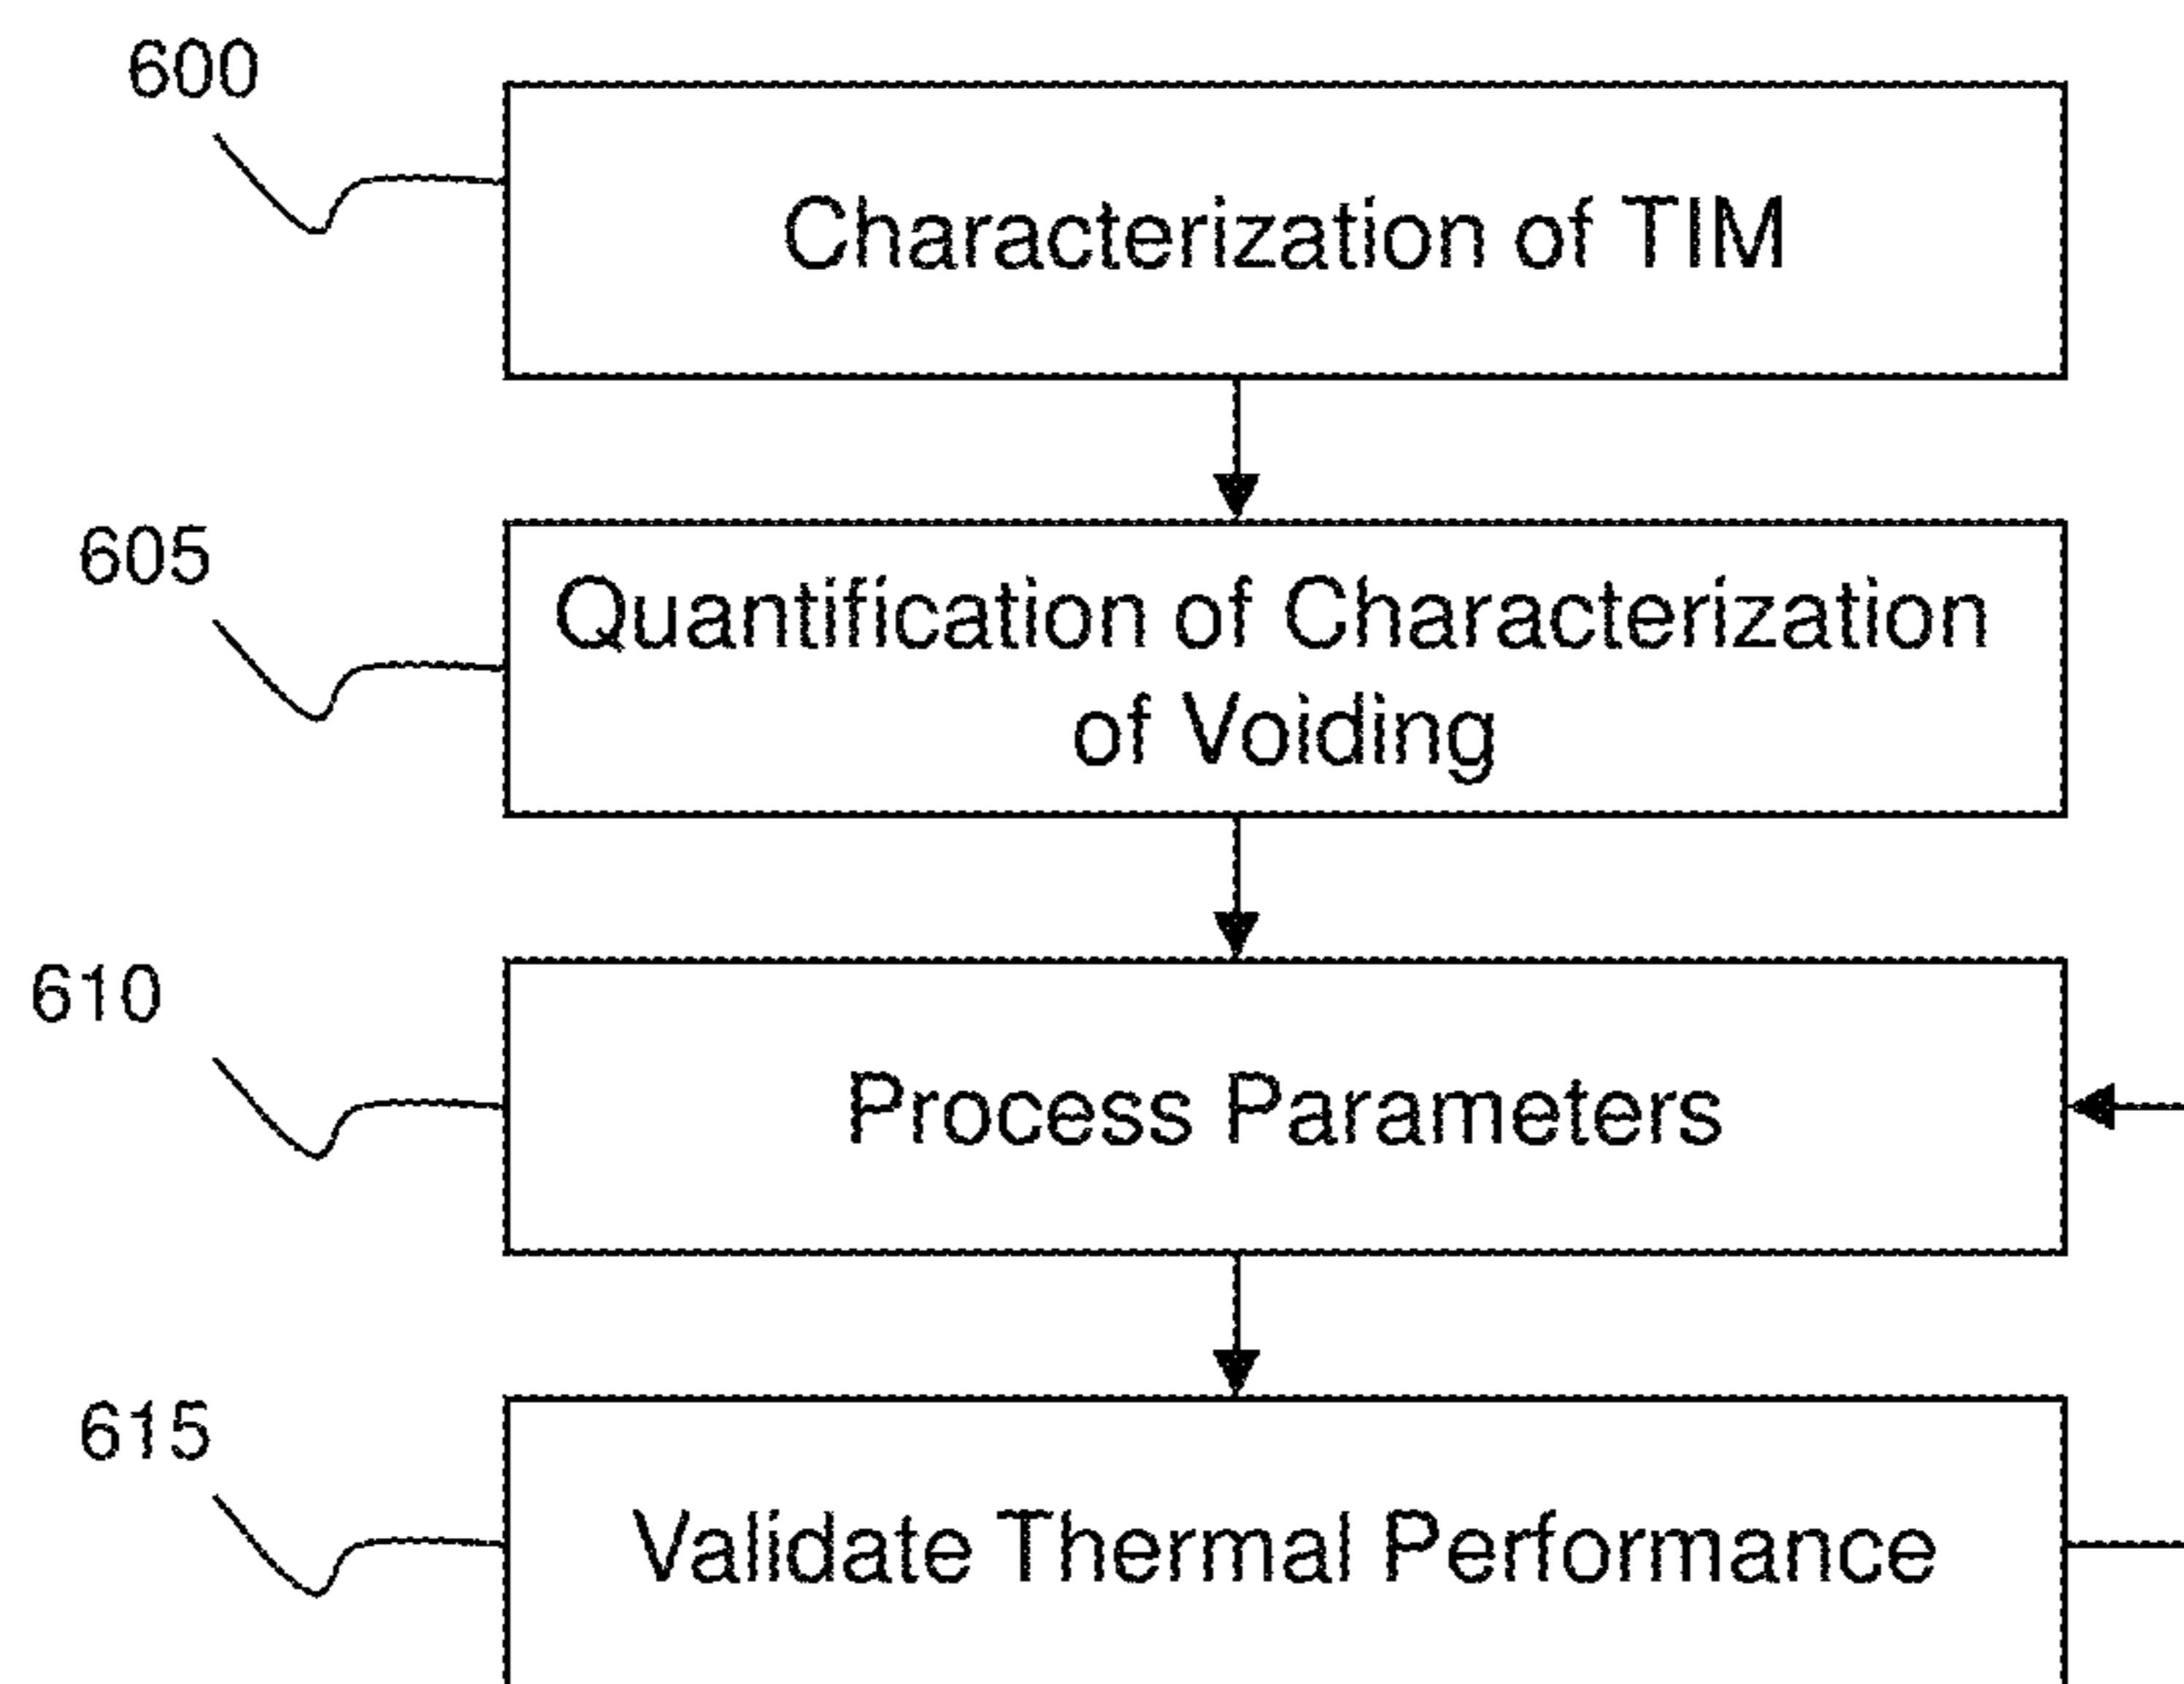 600
Characterization of TIM
605
Quantification of Characterization
of Voiding
610
Process Parameters
615
Validate Thermal Performance